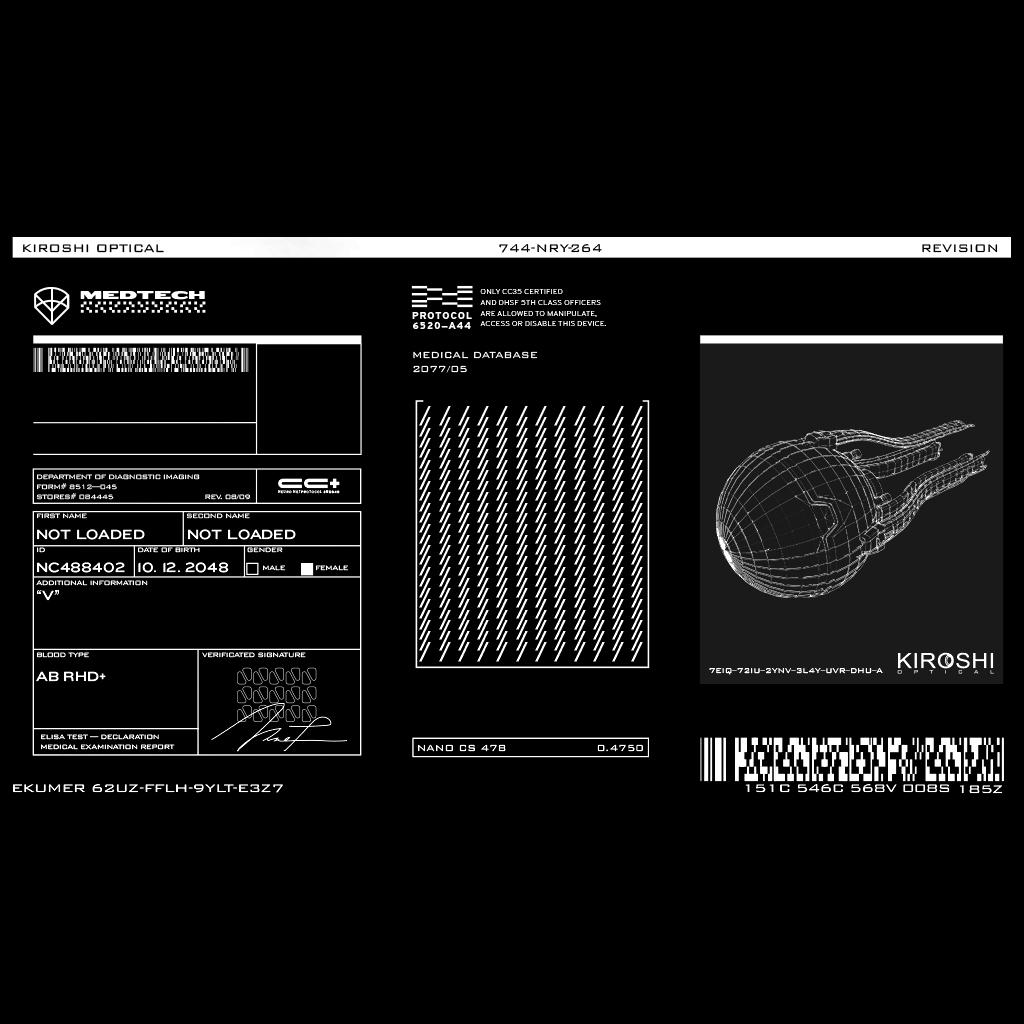 KIROSHI OPTICAL
744-NRY-264
REVISION
MEDTECH
PROTOCOL
6520-A44
ONLY CC35 CERTIFIED
AND DHSF 5TH CLASS OFFICERS
ARE ALLOWED TO MANIPULATE,
ACCESS OR DISABLE THIS DEVICE.
MEDICAL DATABASE
2077/05
DEPARTMENT OF DIAGNOSTIC IMAGING
FORM# 8512—045
STORES# 084445
REV. 08/09
CC+
FIRST NAME
NOT LOADED
SECOND NAME
NOT LOADED
ID
NC488402
DATE OF BIRTH
10. 12. 2048
GENDER
MALE
FEMALE
ADDITIONAL INFORMATION
“V”
BLOOD TYPE
AB RHD+
VERIFICATED SIGNATURE
ELISA TEST — DECLARATION
MEDICAL EXAMINATION REPORT
EKUMER 62UZ-FFLH-9YLT-E3Z7
NANO CS 478
0.4750
7EIQ-72IU-2YNV-3L4Y-UVR-DHU-A
KIROSHI
OPTICAL
151C 546C 568V 008S 185Z